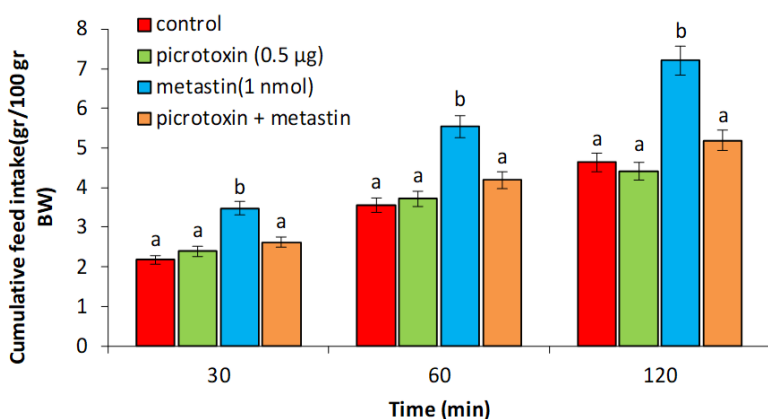 8
7
6
5
4
3
2
1
0
Cumulative feed intake(gr/100 gr
BW)
control
picrotoxin (0.5 µg)
metastin(1 nmol)
picrotoxin + metastin
a
a
b
a
a
a
b
a
a
a
b
a
30
60
120
Time (min)